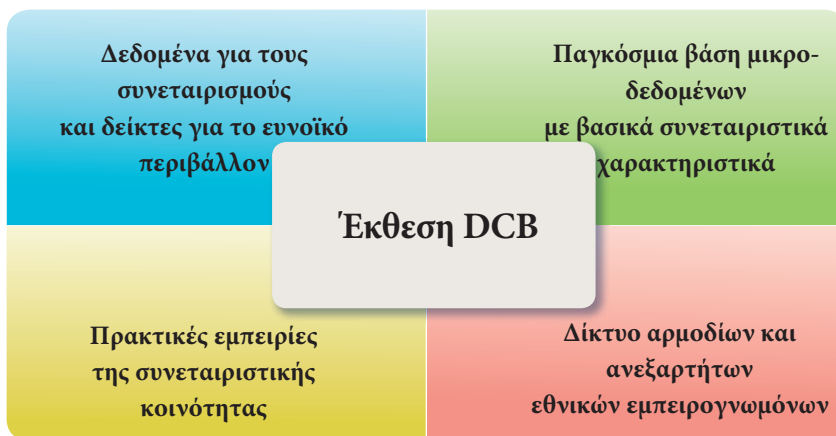 Δεδομένα για τους
συνεταιρισμούς
και δείκτες για το ευνοϊκό
περιβάλλον
Παγκόσμια βάση μικρο-
δεδομένων
με βασικά συνεταιριστικά
χαρακτηριστικά
Έκθεση DCB
Πρακτικές εμπειρίες
της συνεταιριστικής
κοινότητας
Δίκτυο αρμοδίων και
ανεξαρτήτων
εθνικών εμπειρογνωμόνων